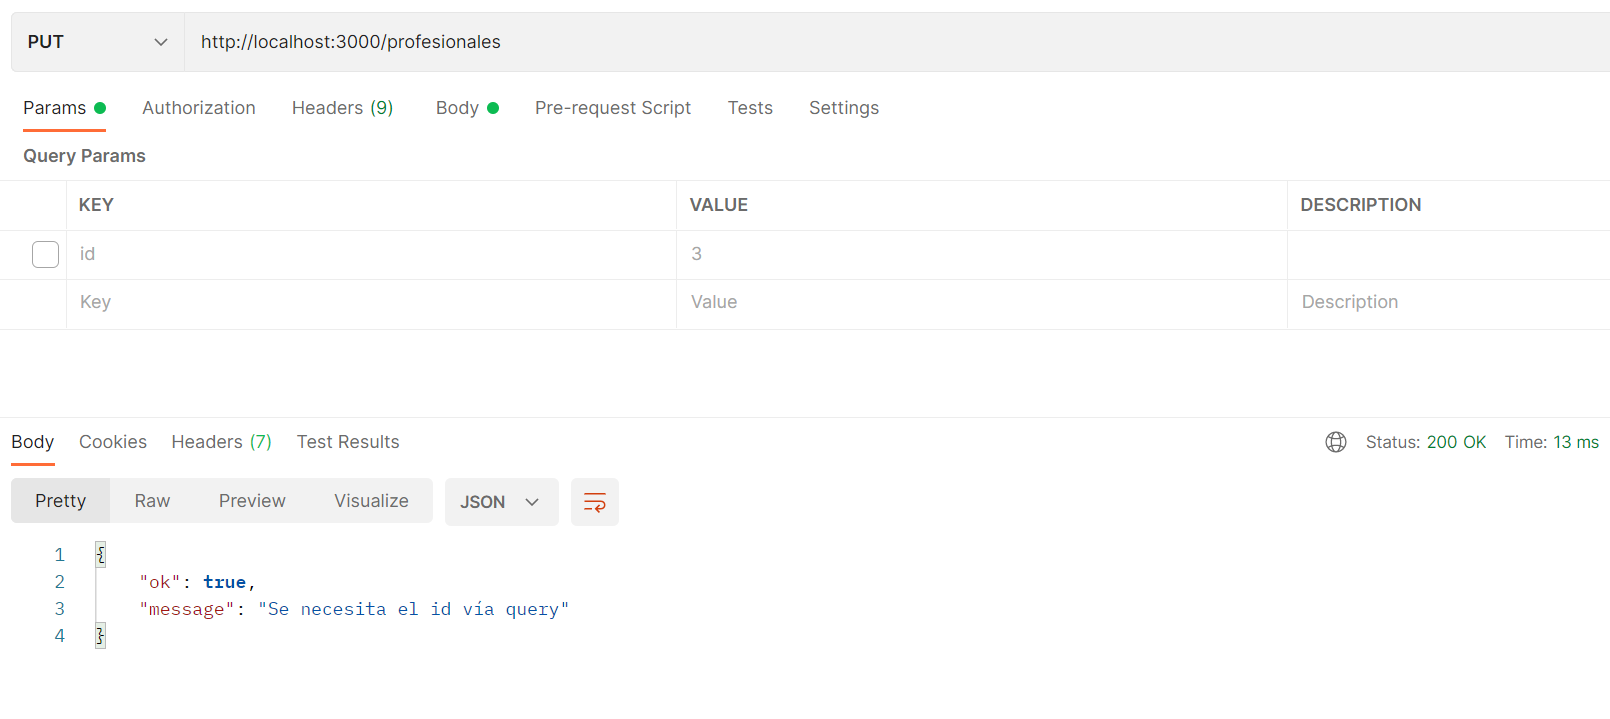 PUT http://localhost:3000/profesionales
Params Authorization Headers (9) Body Pre-request Script Tests Settings
Query Params
KEY VALUE DESCRIPTION
id 3
Key Value Description
Body Cookies Headers (7) Test Results Status: 200 OK Time: 13 ms
Pretty Raw Preview Visualize JSON
1 {
2 "ok": true,
3 "message": "Se necesita el id vía query"
4 }